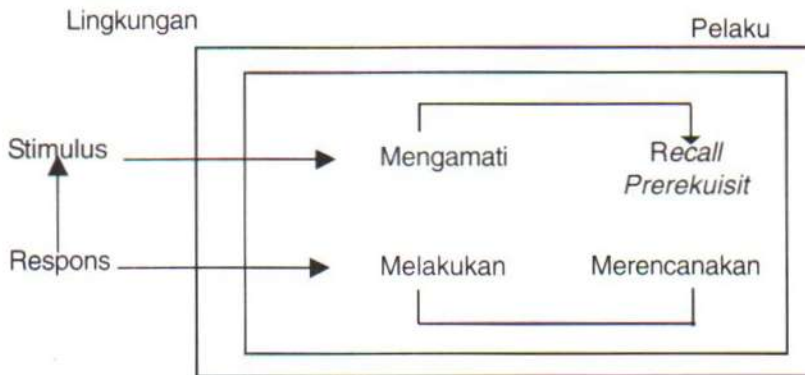 Lingkungan
Pelaku
Stimulus
Mengamati
Recall
Prerekuisit
Respons
Melakukan
Merencanakan